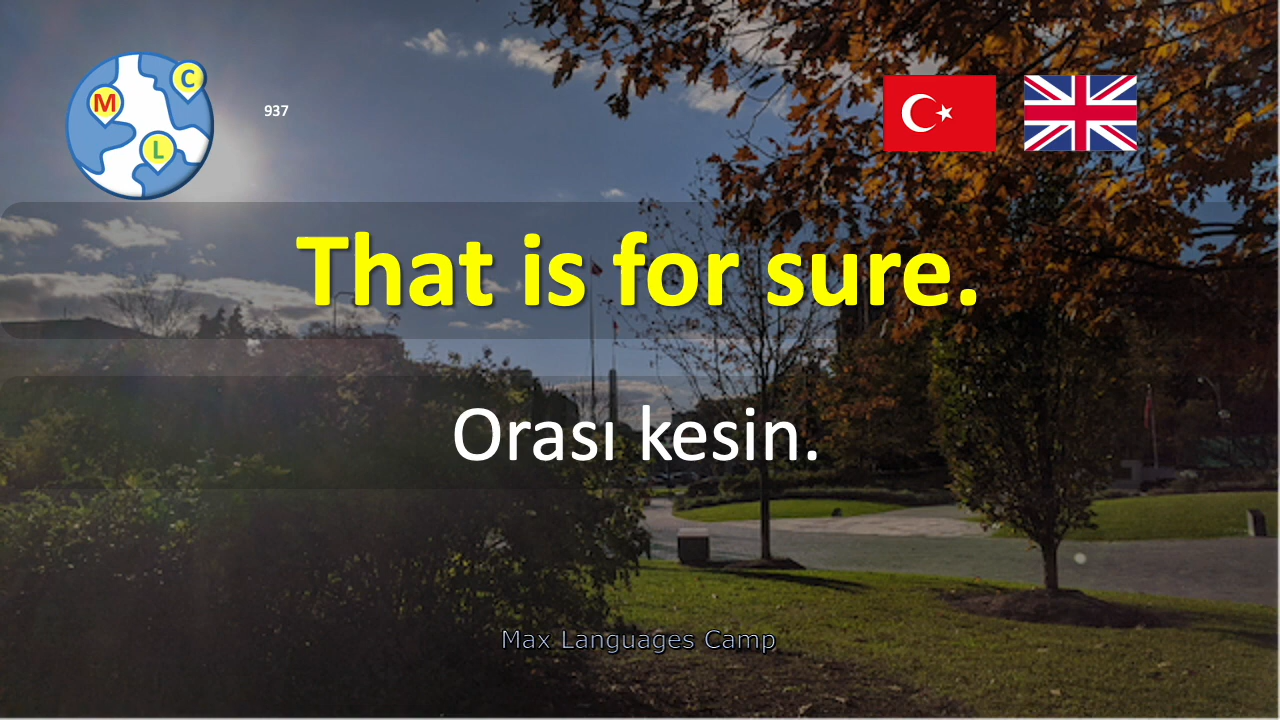 M
C
L
937
That is for sure.
Orası kesin.
Max Languages Camp